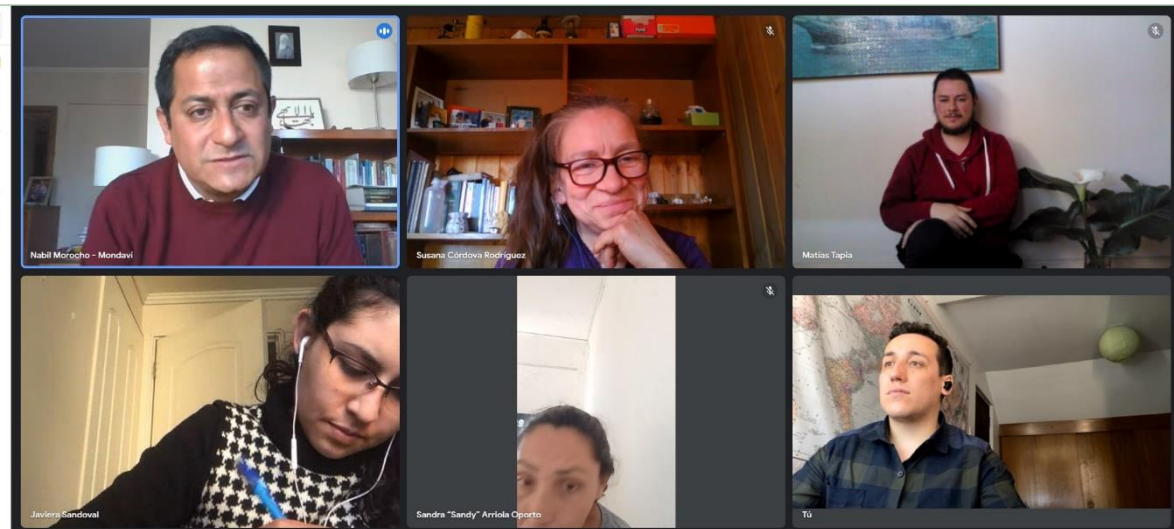 Nabil Morocho - Mondaví
Susana Córdova Rodríguez
Matías Tapia
Javiera Sandoval
Sandra "Sandy" Arriola Oporto
Tú